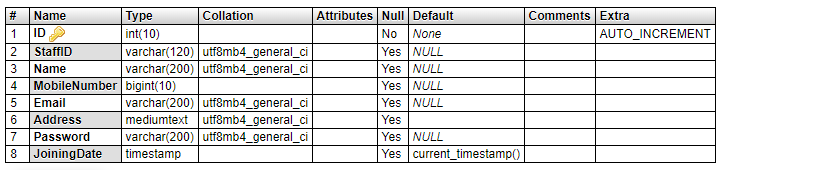 # Name Type Collation Attributes Null Default Comments Extra
1 ID int(10) No None AUTO_INCREMENT
2 StaffID varchar(120) utf8mb4_general_ci Yes NULL
3 Name varchar(200) utf8mb4_general_ci Yes NULL
4 MobileNumber bigint(10) Yes NULL
5 Email varchar(200) utf8mb4_general_ci Yes NULL
6 Address mediumtext utf8mb4_general_ci Yes
7 Password varchar(200) utf8mb4_general_ci Yes NULL
8 JoiningDate timestamp Yes current_timestamp()